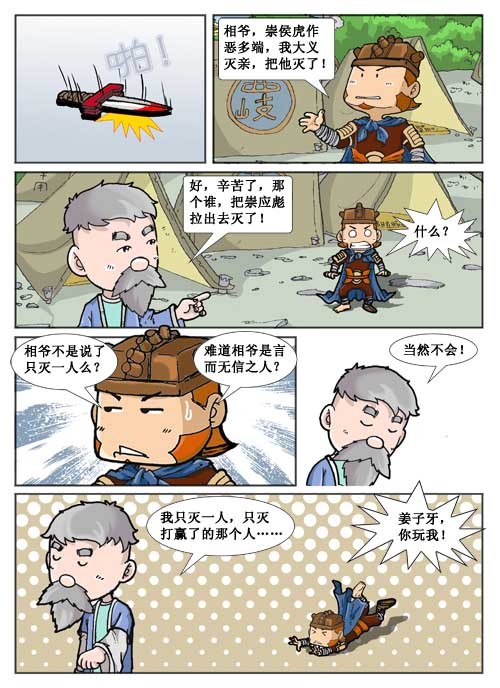 啪！
相爷，崇侯虎作
恶多端，我大义
灭亲，把他灭了！
西岐
好，辛苦了，那
个谁，把崇应彪
拉出去灭了！
什么？
相爷不是说了
只灭一人么？
难道相爷是言
而无信之人？
当然不会！
我只灭一人，只灭
打赢了的那个人……
姜子牙，
你玩我！